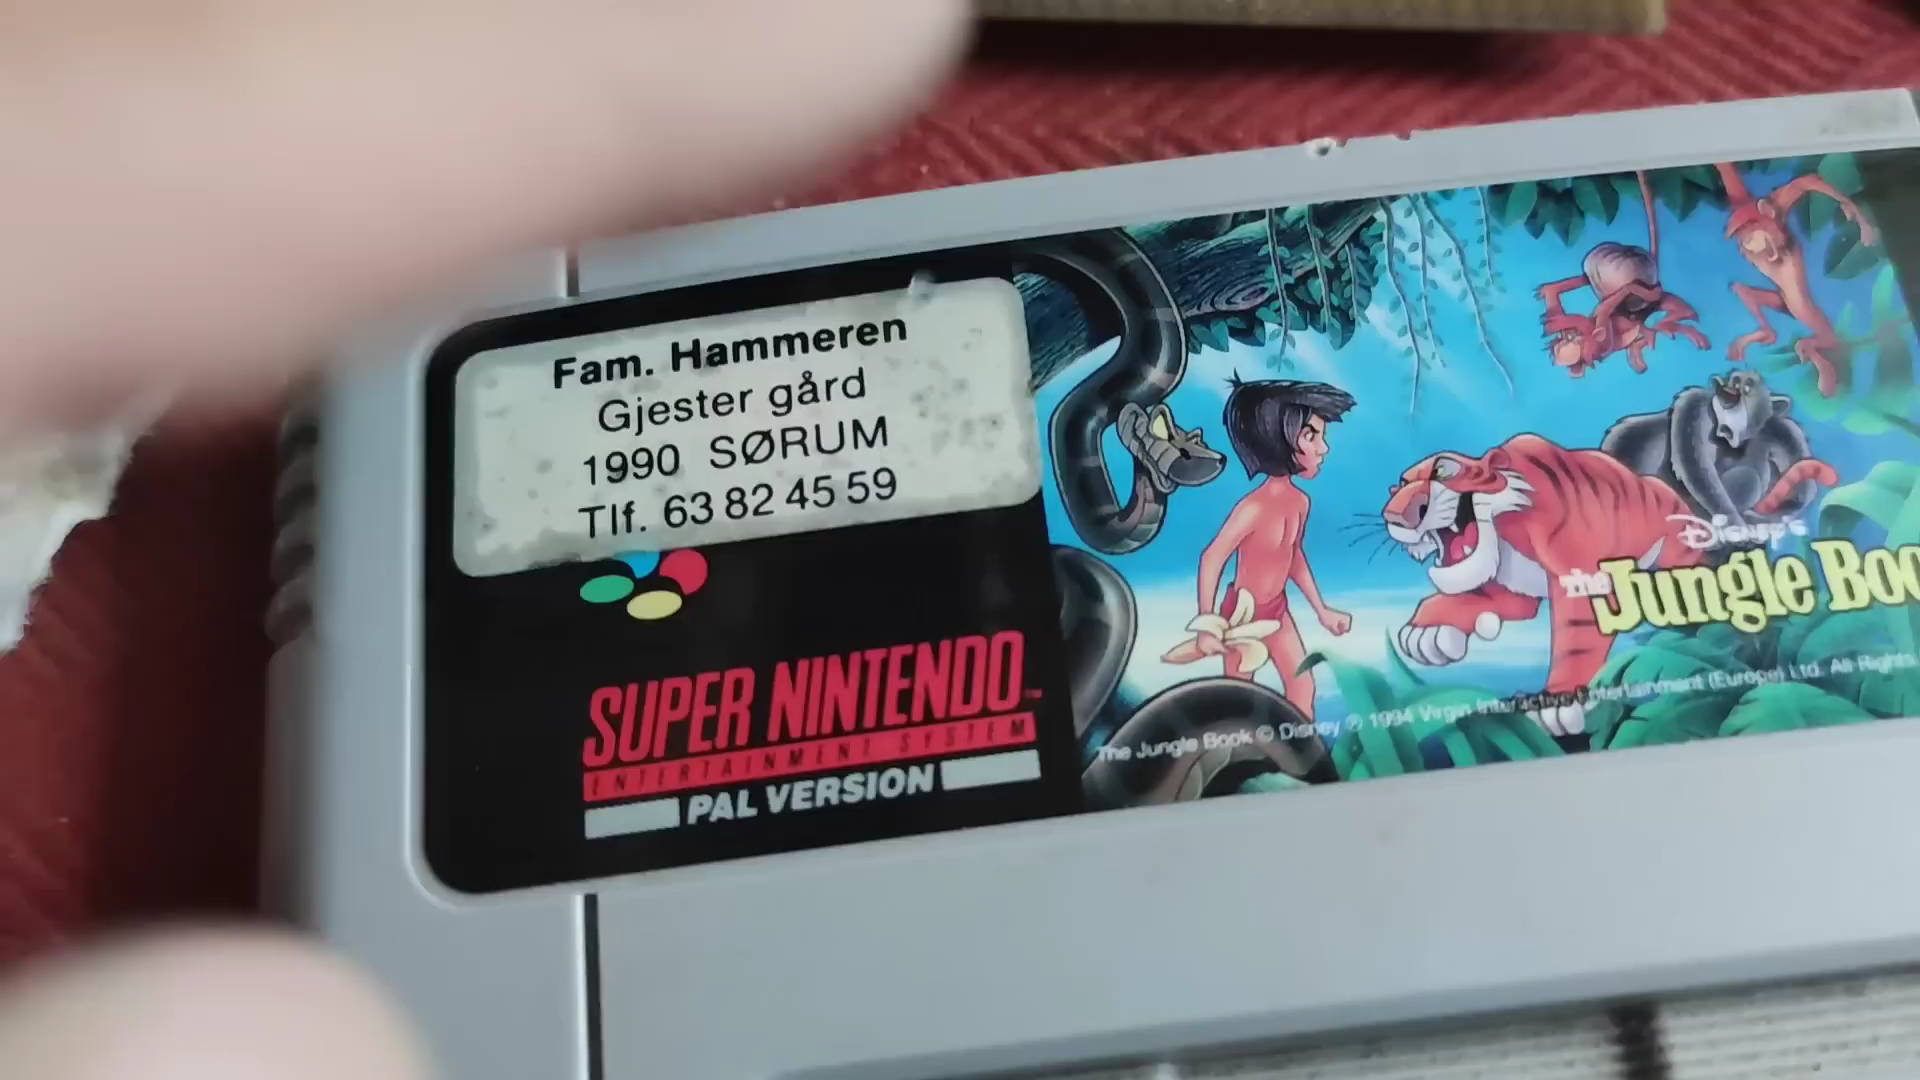 Fam. Hammeren
Gjester gård
1990 SØRUM
Tlf. 63 82 45 59
SUPER NINTENDO™
ENTERTAINMENT SYSTEM
PAL VERSION
DISNEY'S
THE JUNGLE BOO
The Jungle Book © Disney ℗ 1994 Virgin Interactive Entertainment (Europe) Ltd. All Rights